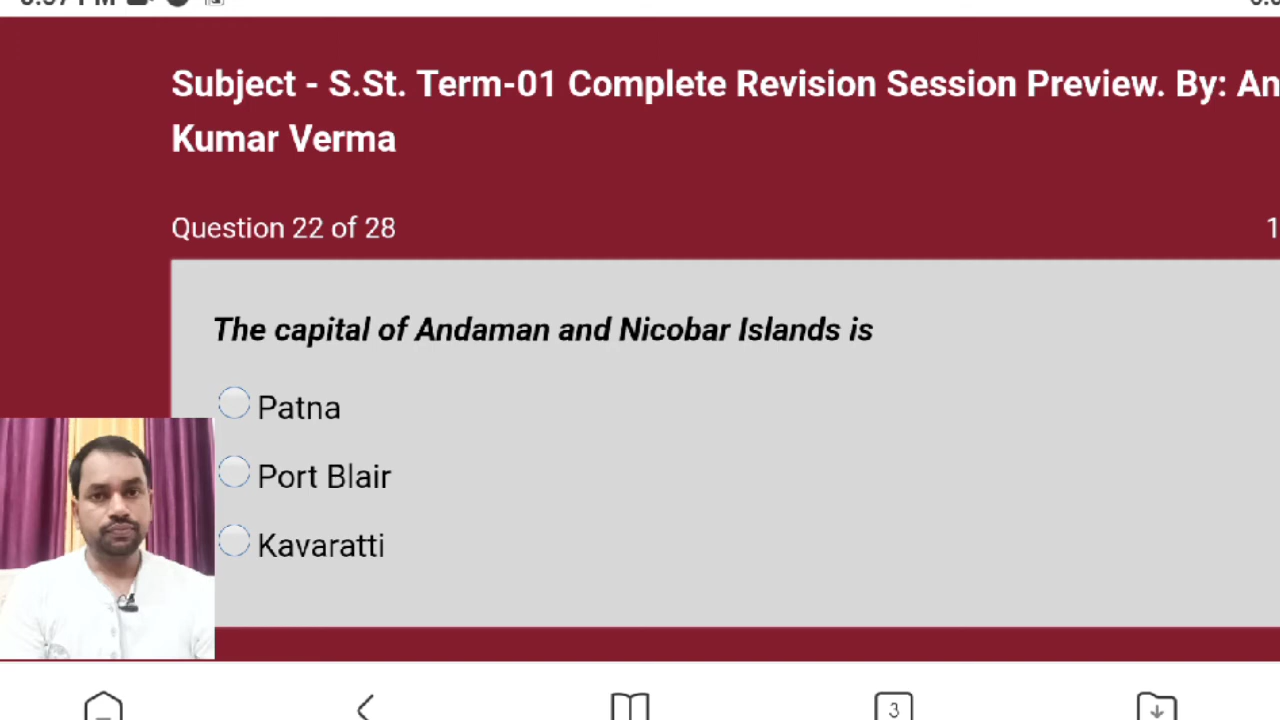 Subject - S.St. Term-01 Complete Revision Session Preview. By: An
Kumar Verma
Question 22 of 28
1
The capital of Andaman and Nicobar Islands is
Patna
Port Blair
Kavaratti
3